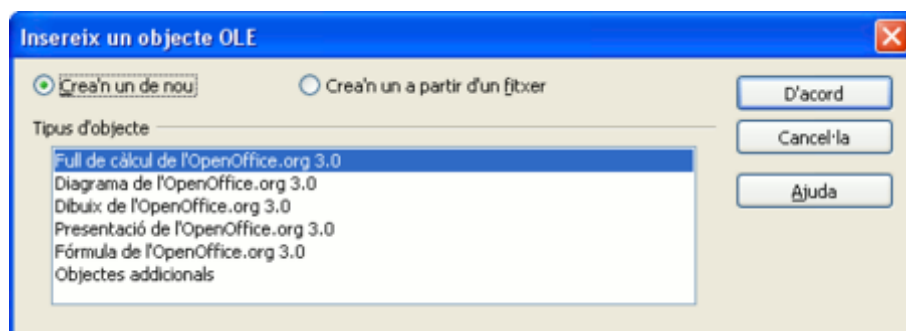 Insereix un objecte OLE
Crea'n un de nou
Crea'n un a partir d'un fitxer
D'acord
Tipus d'objecte
Cancel·la
Full de càlcul de l'OpenOffice.org 3.0
Diagrama de l'OpenOffice.org 3.0
Dibuix de l'OpenOffice.org 3.0
Ajuda
Presentació de l'OpenOffice.org 3.0
Fórmula de l'OpenOffice.org 3.0
Objectes addicionals